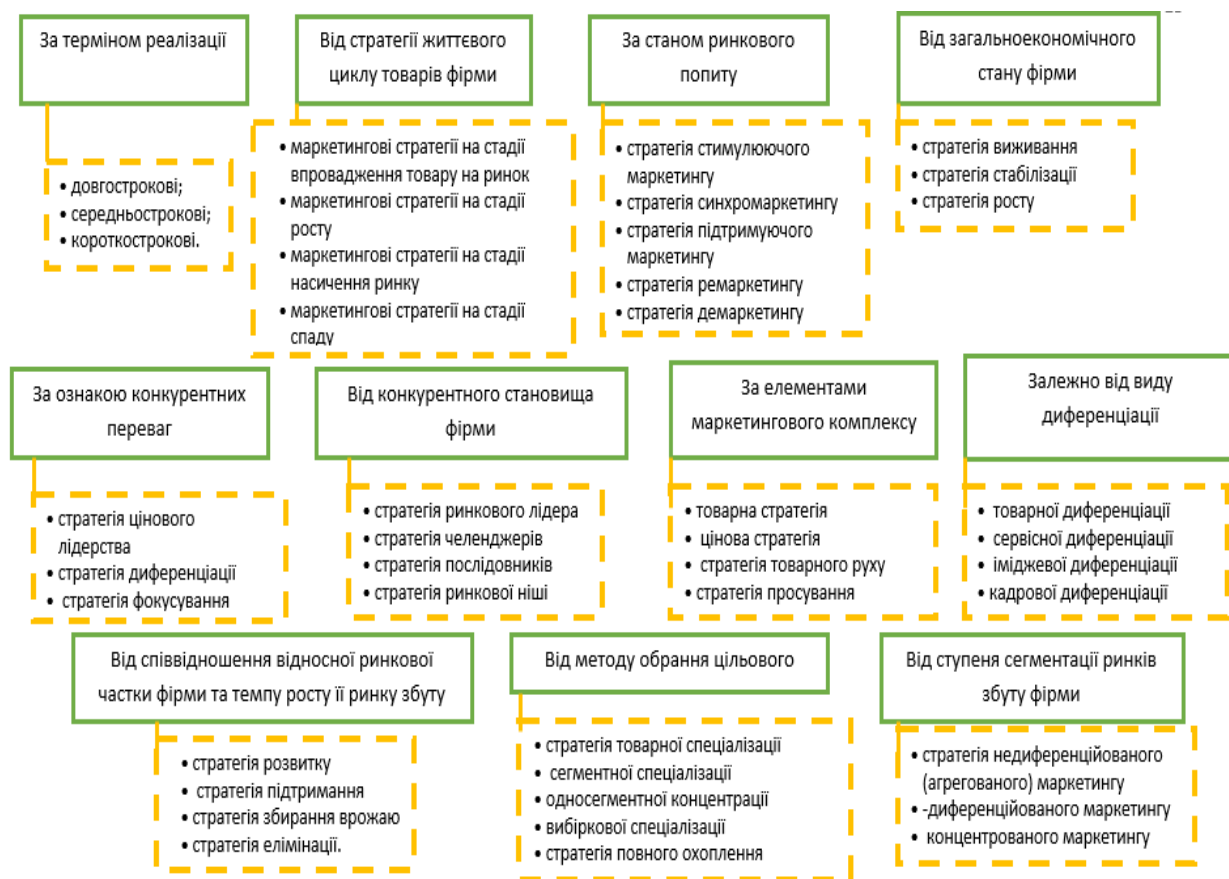 За терміном реалізації
Від стратегії життєвого
циклу товарів фірми
За станом ринкового
попиту
Від загальноекономічного
стану фірми
• довгострокові;
• середньострокові;
• короткострокові.
• маркетингові стратегії на стадії
впровадження товару на ринок
• маркетингові стратегії на стадії
росту
• маркетингові стратегії на стадії
насичення ринку
• маркетингові стратегії на стадії
спаду
• стратегія стимулюючого
маркетингу
• стратегія синхромаркетингу
• стратегія підтримуючого
маркетингу
• стратегія ремаркетингу
• стратегія демаркетингу
• стратегія виживання
• стратегія стабілізації
• стратегія росту
За ознакою конкурентних
переваг
Від конкурентного становища
фірми
За елементами
маркетингового комплексу
Залежно від виду
диференціації
• стратегія цінового
лідерства
• стратегія диференціації
• стратегія фокусування
• стратегія ринкового лідера
• стратегія челенджерів
• стратегія послідовників
• стратегія ринкової ніші
• товарна стратегія
• цінова стратегія
• стратегія товарного руху
• стратегія просування
• товарної диференціації
• сервісної диференціації
• іміджевої диференціації
• кадрової диференціації
Від співвідношення відносної ринкової
частки фірми та темпу росту її ринку збуту
Від методу обрання цільового
Від ступеня сегментації ринків
збуту фірми
• стратегія розвитку
• стратегія підтримання
• стратегія збирання врожаю
• стратегія елімінації.
• стратегія товарної спеціалізації
• сегментної спеціалізації
• односегментної концентрації
• вибіркової спеціалізації
• стратегія повного охоплення
• стратегія недиференційованого
(агрегованого) маркетингу
• -диференційованого маркетингу
• концентрованого маркетингу